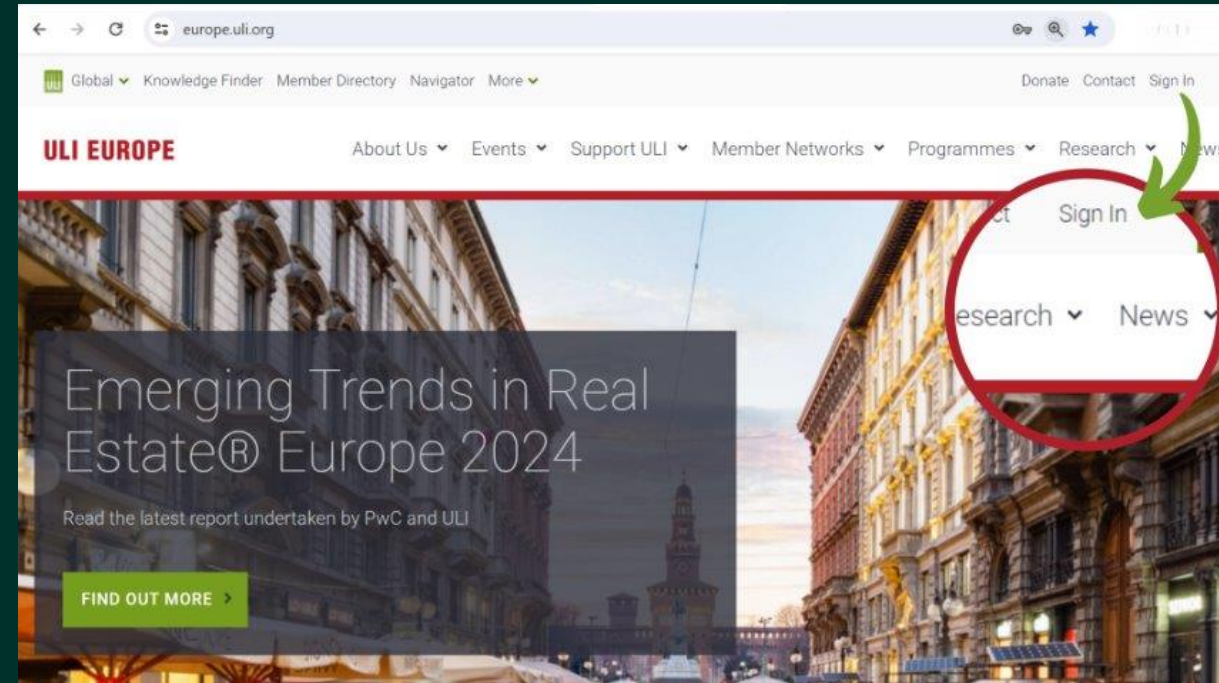 europe.uli.org
ULI Global Knowledge Finder Member Directory Navigator More Donate Contact Sign In
ULI EUROPE About Us Events Support ULI Member Networks Programmes Research News
Sign In
esearch News
Emerging Trends in Real
Estate® Europe 2024
Read the latest report undertaken by PwC and ULI
FIND OUT MORE